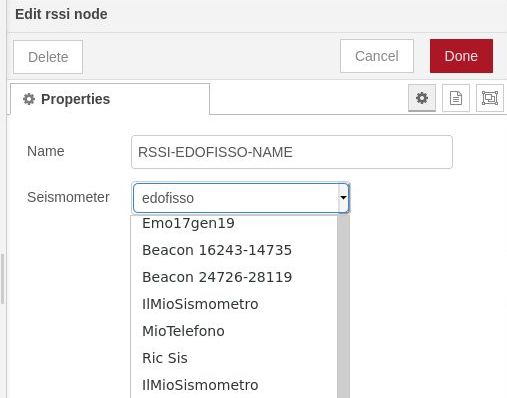 Edit rssi node
Delete
Cancel
Done
Properties
Name
RSSI-EDOFISSO-NAME
Seismometer
edofisso
Emo17gen19
Beacon 16243-14735
Beacon 24726-28119
IlMioSismometro
MioTelefono
Ric Sis
IlMioSismometro